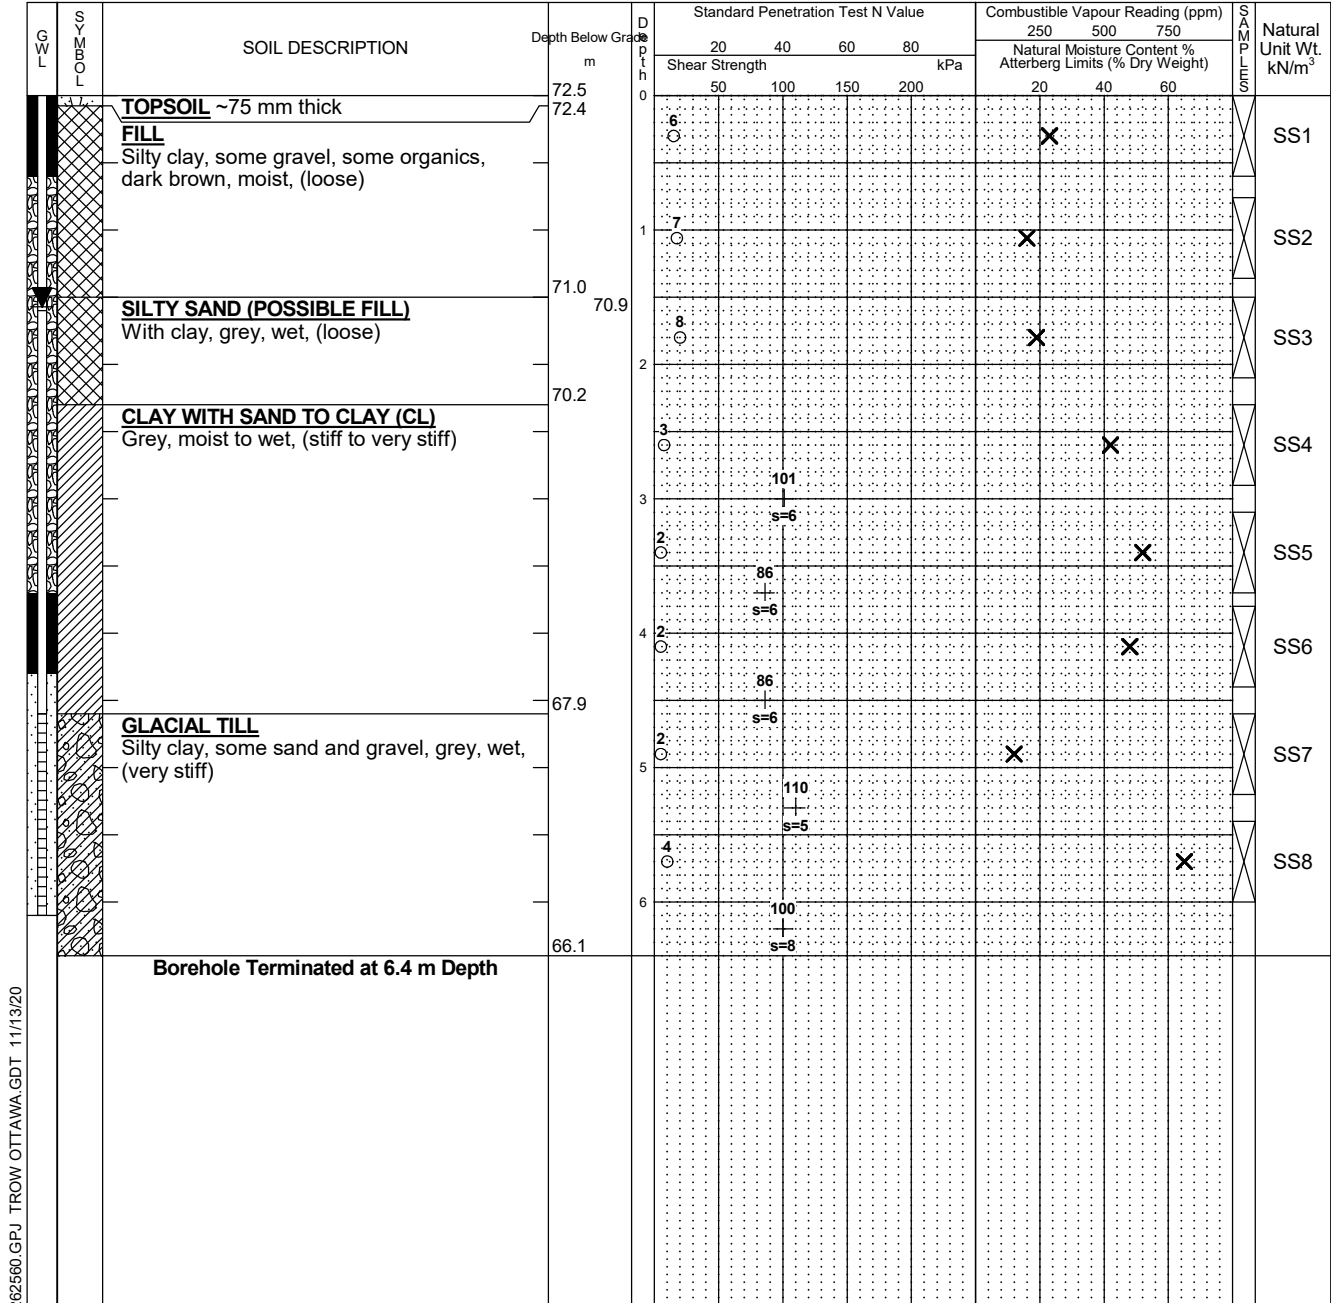 GWL
SYMBOL
SOIL DESCRIPTION
Depth Below Grade
m
Depth
Standard Penetration Test N Value
20 40 60 80
Shear Strength kPa
50 100 150 200
Combustible Vapour Reading (ppm)
250 500 750
Natural Moisture Content %
Atterberg Limits (% Dry Weight)
20 40 60
SAMPLES
Natural
Unit Wt.
kN/m³
72.5
0
TOPSOIL ~75 mm thick
72.4
FILL
Silty clay, some gravel, some organics,
dark brown, moist, (loose)
6
SS1
7
1
SS2
71.0
SILTY SAND (POSSIBLE FILL)
70.9
With clay, grey, wet, (loose)
8
SS3
2
70.2
CLAY WITH SAND TO CLAY (CL)
Grey, moist to wet, (stiff to very stiff)
3
SS4
101
3
s=6
2
SS5
86
s=6
4
2
SS6
86
67.9
s=6
GLACIAL TILL
Silty clay, some sand and gravel, grey, wet,
(very stiff)
2
SS7
5
110
s=5
4
SS8
6
100
66.1
s=8
Borehole Terminated at 6.4 m Depth
262560.GPJ TROW OTTAWA.GDT 11/13/20